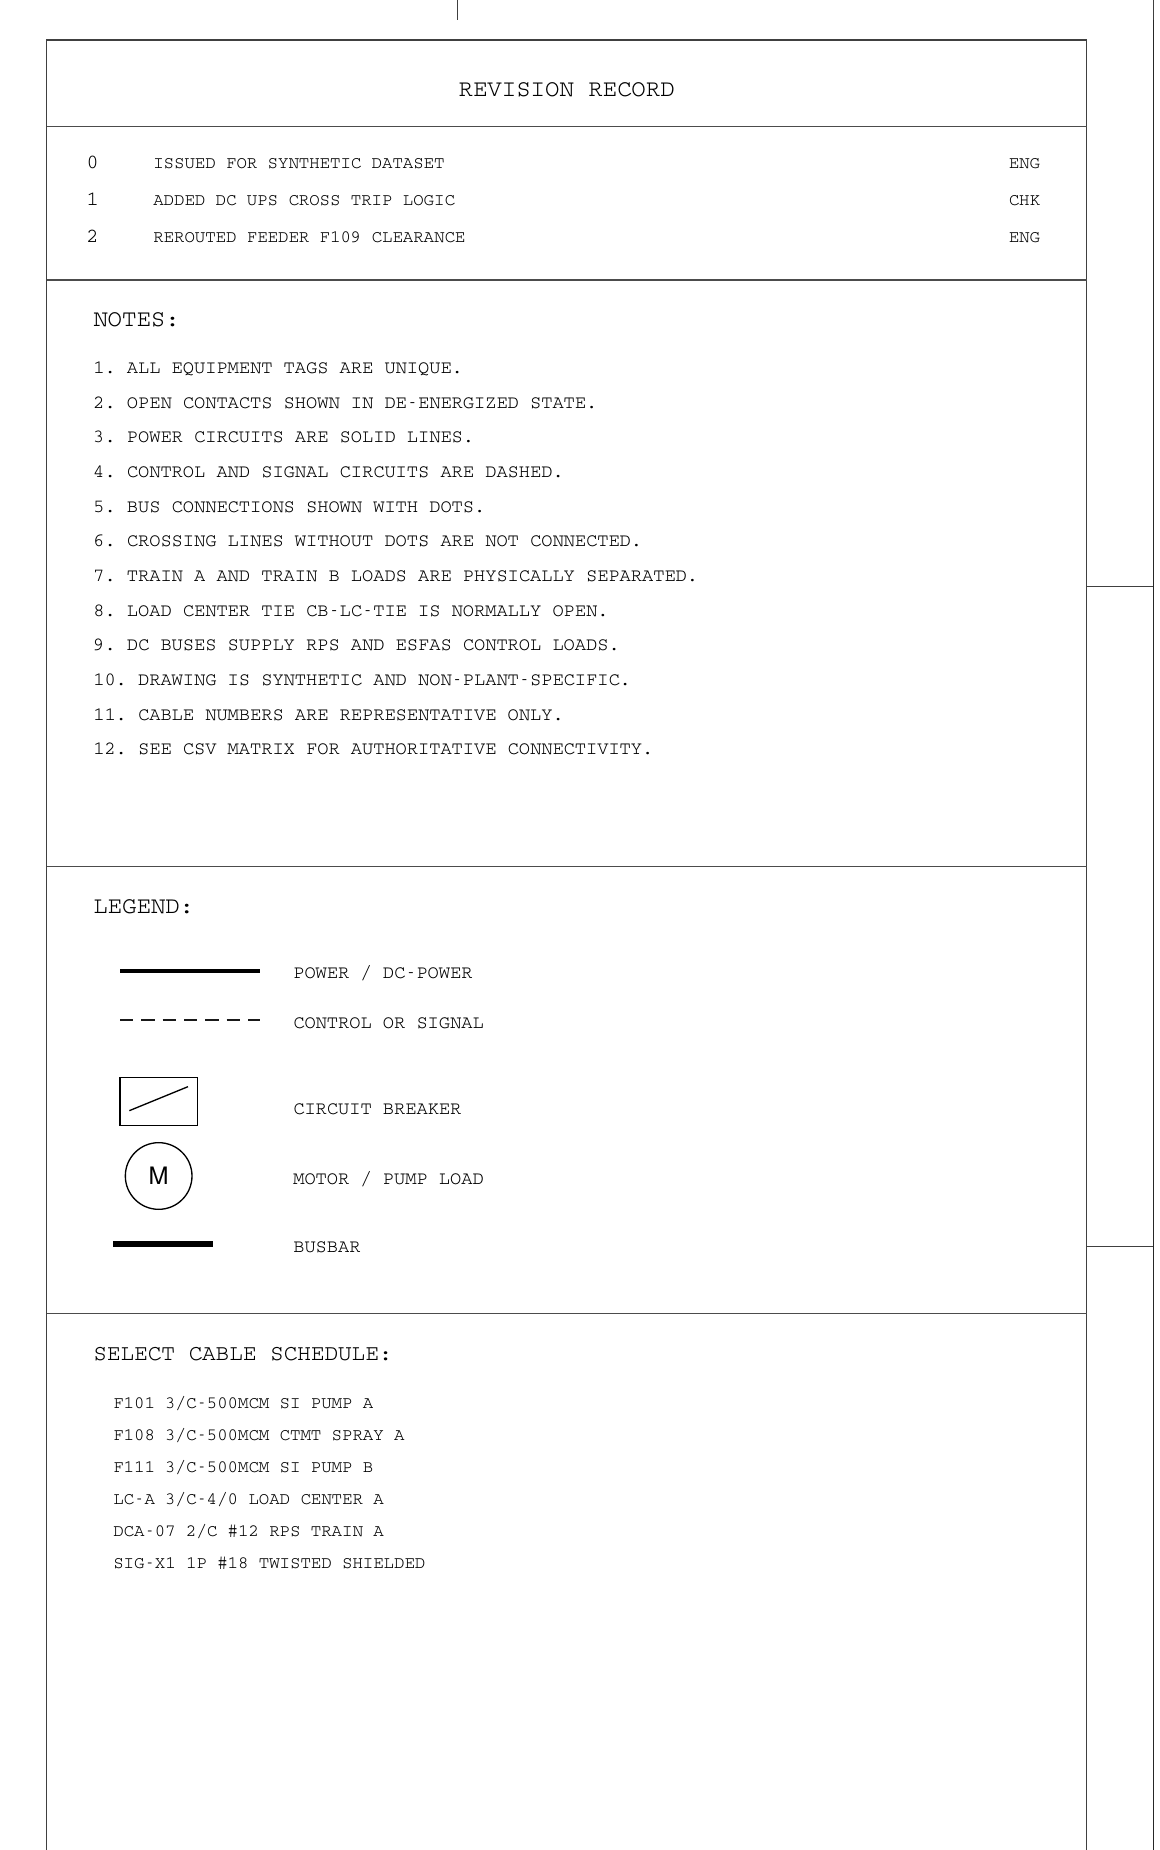 REVISION RECORD
0 ISSUED FOR SYNTHETIC DATASET ENG
1 ADDED DC UPS CROSS TRIP LOGIC CHK
2 REROUTED FEEDER F109 CLEARANCE ENG
NOTES:
1. ALL EQUIPMENT TAGS ARE UNIQUE.
2. OPEN CONTACTS SHOWN IN DE-ENERGIZED STATE.
3. POWER CIRCUITS ARE SOLID LINES.
4. CONTROL AND SIGNAL CIRCUITS ARE DASHED.
5. BUS CONNECTIONS SHOWN WITH DOTS.
6. CROSSING LINES WITHOUT DOTS ARE NOT CONNECTED.
7. TRAIN A AND TRAIN B LOADS ARE PHYSICALLY SEPARATED.
8. LOAD CENTER TIE CB-LC-TIE IS NORMALLY OPEN.
9. DC BUSES SUPPLY RPS AND ESFAS CONTROL LOADS.
10. DRAWING IS SYNTHETIC AND NON-PLANT-SPECIFIC.
11. CABLE NUMBERS ARE REPRESENTATIVE ONLY.
12. SEE CSV MATRIX FOR AUTHORITATIVE CONNECTIVITY.
LEGEND:
POWER / DC-POWER
CONTROL OR SIGNAL
CIRCUIT BREAKER
M MOTOR / PUMP LOAD
BUSBAR
SELECT CABLE SCHEDULE:
F101 3/C-500MCM SI PUMP A
F108 3/C-500MCM CTMT SPRAY A
F111 3/C-500MCM SI PUMP B
LC-A 3/C-4/0 LOAD CENTER A
DCA-07 2/C #12 RPS TRAIN A
SIG-X1 1P #18 TWISTED SHIELDED